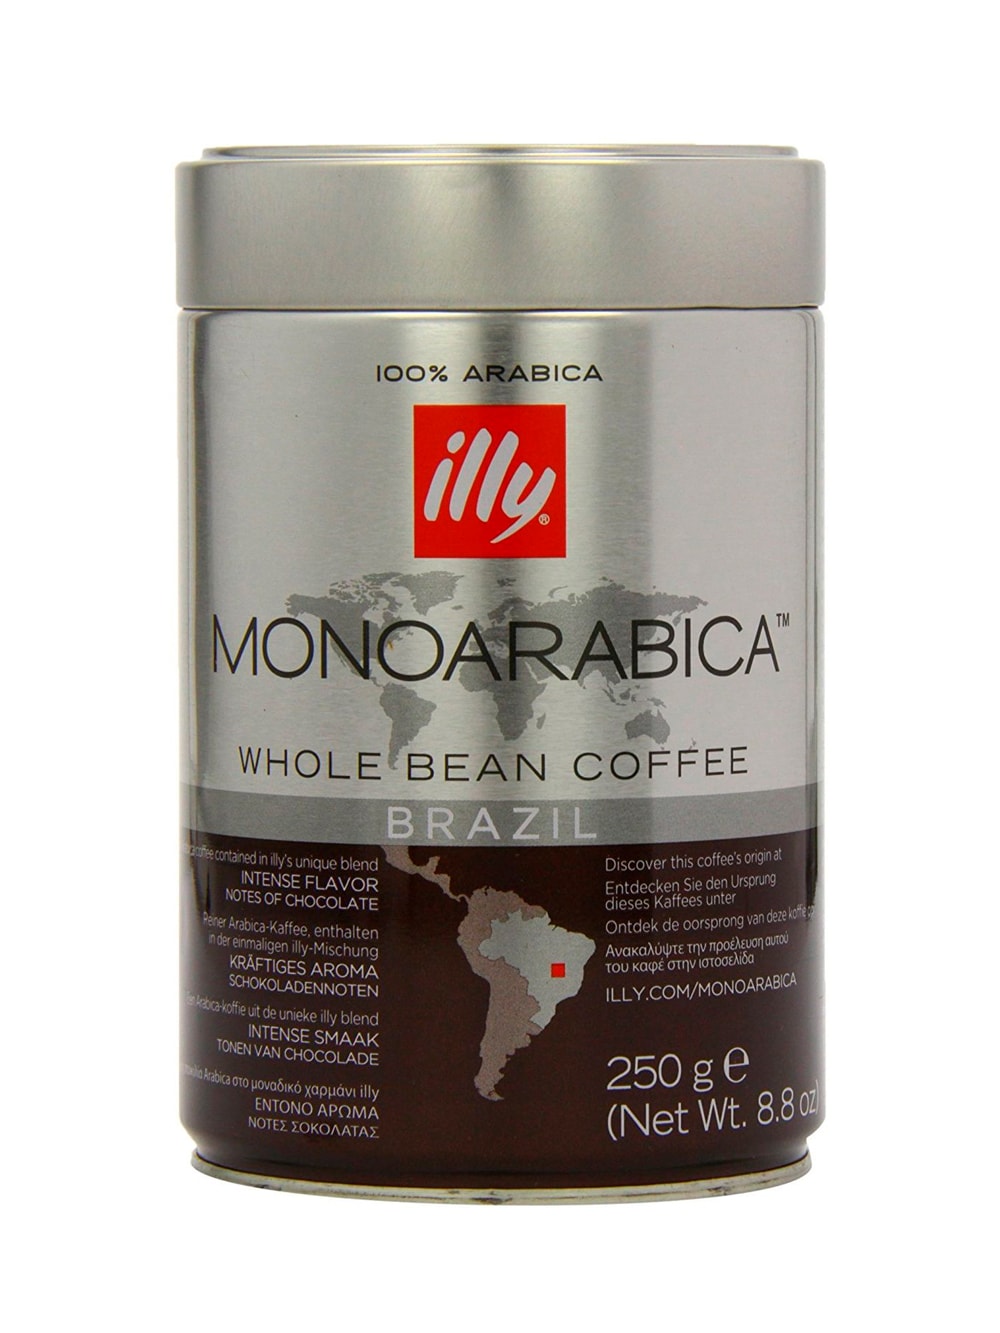 100% ARABICA
illy®
MONOARABICA™
WHOLE BEAN COFFEE
BRAZIL
coffee contained in illy's unique blend
INTENSE FLAVOR
NOTES OF CHOCOLATE
Reiner Arabica-Kaffee, enthalten
in der einmaligen illy-Mischung
KRÄFTIGES AROMA
SCHOKOLADENNOTEN
Arabica-koffie uit de unieke illy blend
INTENSE SMAAK
TONEN VAN CHOCOLADE
Arabica στο μοναδικό χαρμάνι illy
ΕΝΤΟΝΟ ΑΡΩΜΑ
ΝΟΤΕΣ ΣΟΚΟΛΑΤΑΣ
Discover this coffee's origin at
Entdecken Sie den Ursprung
dieses Kaffees unter
Ontdek de oorsprong van deze koffie op
Ανακαλύψτε την προέλευση αυτού
του καφέ στην ιστοσελίδα
ILLY.COM/MONOARABICA
250 g e
(Net Wt. 8.8 oz)